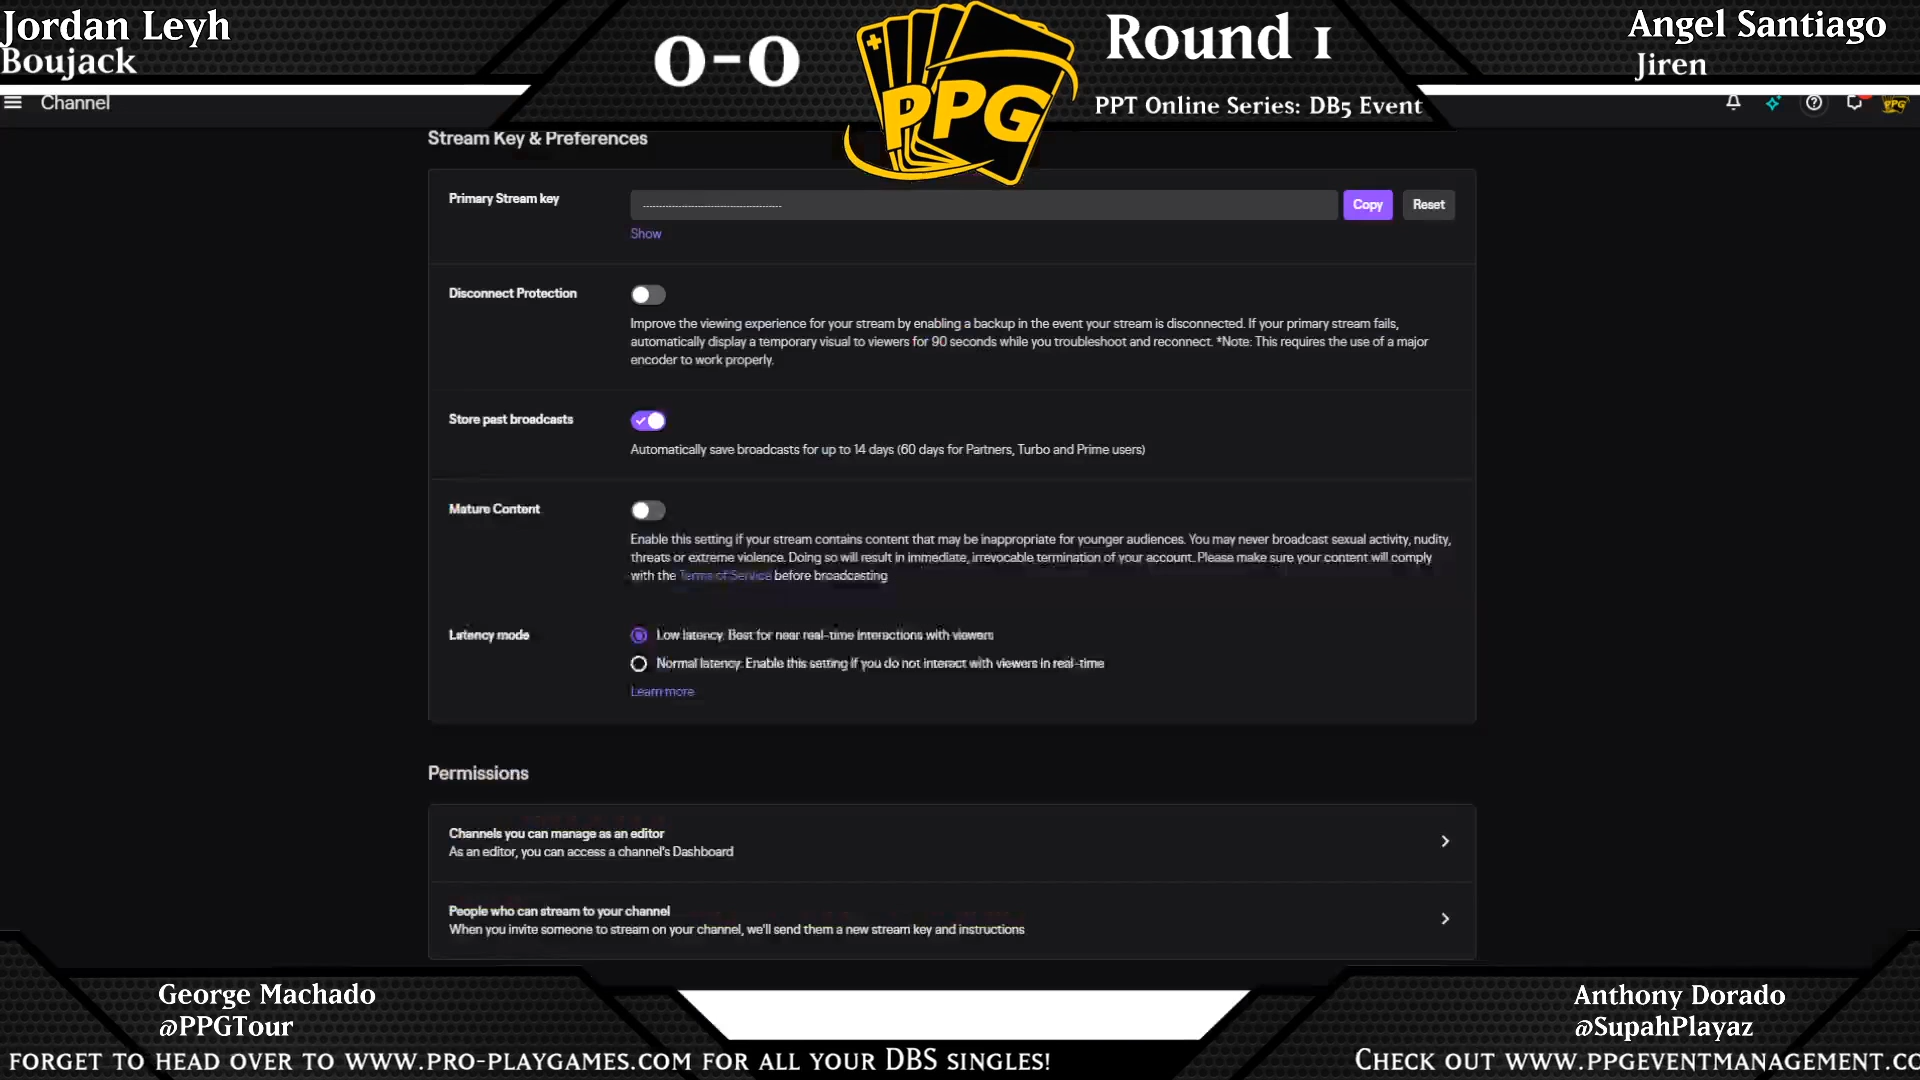 Jordan Leyh
Boujack
0-0
PPG
Round 1
PPT Online Series: DB5 Event
Angel Santiago
Jiren
Channel
PPG
Stream Key & Preferences
Primary Stream key
Copy
Reset
Show
Disconnect Protection
Improve the viewing experience for your stream by enabling a backup in the event your stream is disconnected. If your primary stream fails,
automatically display a temporary visual to viewers for 90 seconds while you troubleshoot and reconnect. *Note: This requires the use of a major
encoder to work properly.
Store past broadcasts
Automatically save broadcasts for up to 14 days (60 days for Partners, Turbo and Prime users)
Mature Content
Enable this setting if your stream contains content that may be inappropriate for younger audiences. You may never broadcast sexual activity, nudity,
threats or extreme violence. Doing so will result in immediate, irrevocable termination of your account. Please make sure your content will comply
with the Terms of Service before broadcasting
Latency mode
Low latency: Best for near real-time interactions with viewers
Normal latency: Enable this setting if you do not interact with viewers in real-time
Learn more
Permissions
Channels you can manage as an editor
As an editor, you can access a channel's Dashboard
People who can stream to your channel
When you invite someone to stream on your channel, we'll send them a new stream key and instructions
George Machado
@PPGTour
Anthony Dorado
@SupahPlayaz
FORGET TO HEAD OVER TO WWW.PRO-PLAYGAMES.COM FOR ALL YOUR DBS SINGLES!
CHECK OUT WWW.PPGEVENTMANAGEMENT.CO